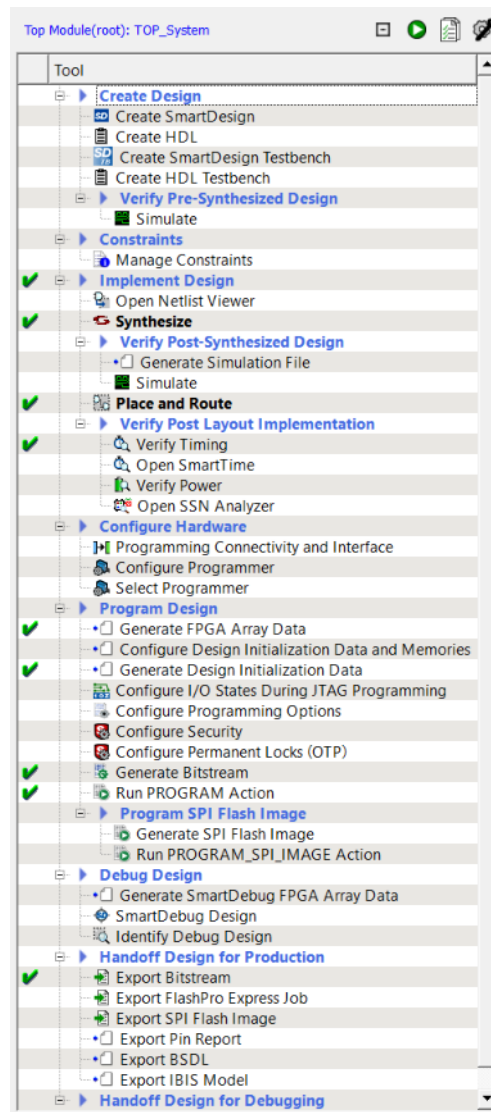 Top Module(root): TOP_System
Tool
Create Design
SD Create SmartDesign
Create HDL
SD TB Create SmartDesign Testbench
Create HDL Testbench
Verify Pre-Synthesized Design
Simulate
Constraints
Manage Constraints
Implement Design
Open Netlist Viewer
Synthesize
Verify Post-Synthesized Design
Generate Simulation File
Simulate
Place and Route
Verify Post Layout Implementation
Verify Timing
Open SmartTime
Verify Power
Open SSN Analyzer
Configure Hardware
Programming Connectivity and Interface
Configure Programmer
Select Programmer
Program Design
Generate FPGA Array Data
Configure Design Initialization Data and Memories
Generate Design Initialization Data
Configure I/O States During JTAG Programming
Configure Programming Options
Configure Security
Configure Permanent Locks (OTP)
Generate Bitstream
Run PROGRAM Action
Program SPI Flash Image
Generate SPI Flash Image
Run PROGRAM_SPI_IMAGE Action
Debug Design
Generate SmartDebug FPGA Array Data
SmartDebug Design
Identify Debug Design
Handoff Design for Production
Export Bitstream
Export FlashPro Express Job
Export SPI Flash Image
Export Pin Report
Export BSDL
Export IBIS Model
Handoff Design for Debugging